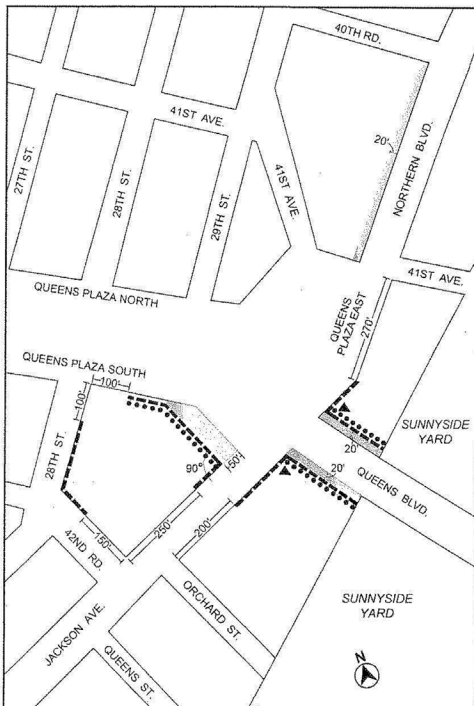 40TH RD.
41ST AVE.
20'
NORTHERN BLVD.
27TH ST.
28TH ST.
29TH ST.
41ST AVE.
41ST AVE.
QUEENS PLAZA NORTH
QUEENS
PLAZA EAST
270'
QUEENS PLAZA SOUTH
100'
100'
SUNNYSIDE
YARD
28TH ST.
20'
90°
50'
20'
QUEENS BLVD.
250'
200'
150'
42ND RD.
ORCHARD ST.
SUNNYSIDE
YARD
JACKSON AVE.
QUEENS ST.
N